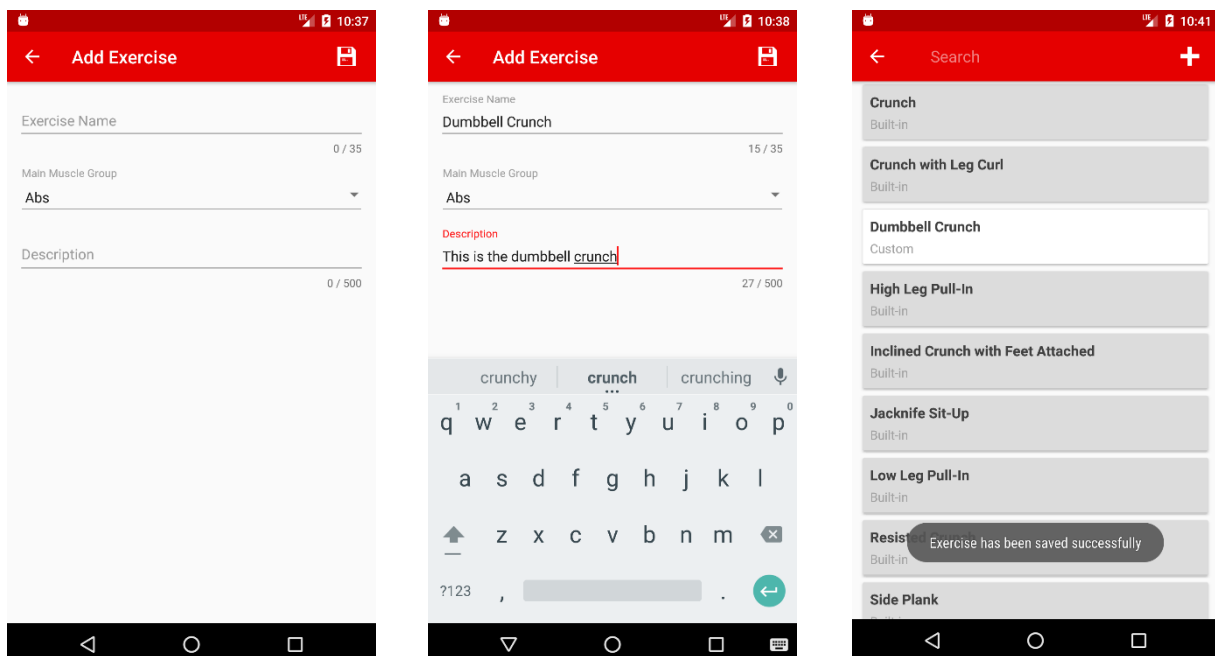 LTE 10:37
Add Exercise
Exercise Name
0 / 35
Main Muscle Group
Abs
Description
0 / 500
LTE 10:38
Add Exercise
Exercise Name
Dumbbell Crunch
15 / 35
Main Muscle Group
Abs
Description
This is the dumbbell crunch
27 / 500
crunchy crunch crunching
1 2 3 4 5 6 7 8 9 0
q w e r t y u i o p
a s d f g h j k l
z x c v b n m
?123 , .
LTE 10:41
Search
Crunch
Built-in
Crunch with Leg Curl
Built-in
Dumbbell Crunch
Custom
High Leg Pull-In
Built-in
Inclined Crunch with Feet Attached
Built-in
Jacknife Sit-Up
Built-in
Low Leg Pull-In
Built-in
Exercise has been saved successfully
Built-in
Side Plank